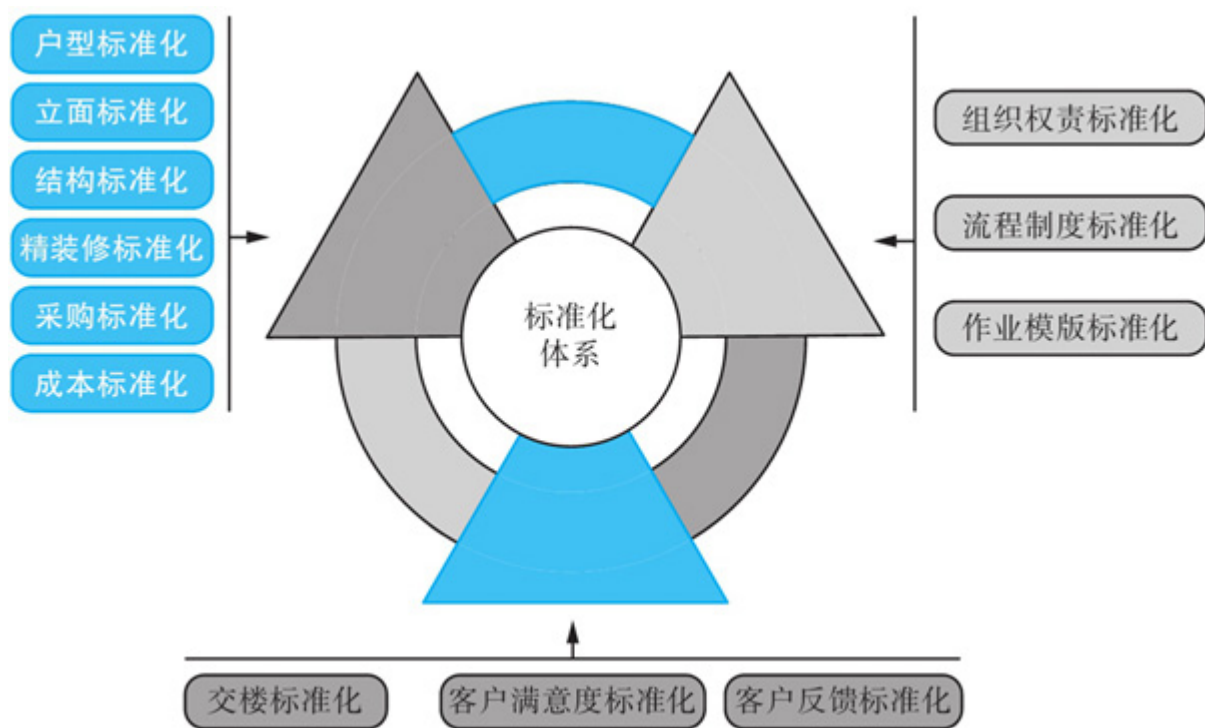 户型标准化
立面标准化
结构标准化
精装修标准化
采购标准化
成本标准化
标准化
体系
组织权责标准化
流程制度标准化
作业模版标准化
交楼标准化
客户满意度标准化
客户反馈标准化